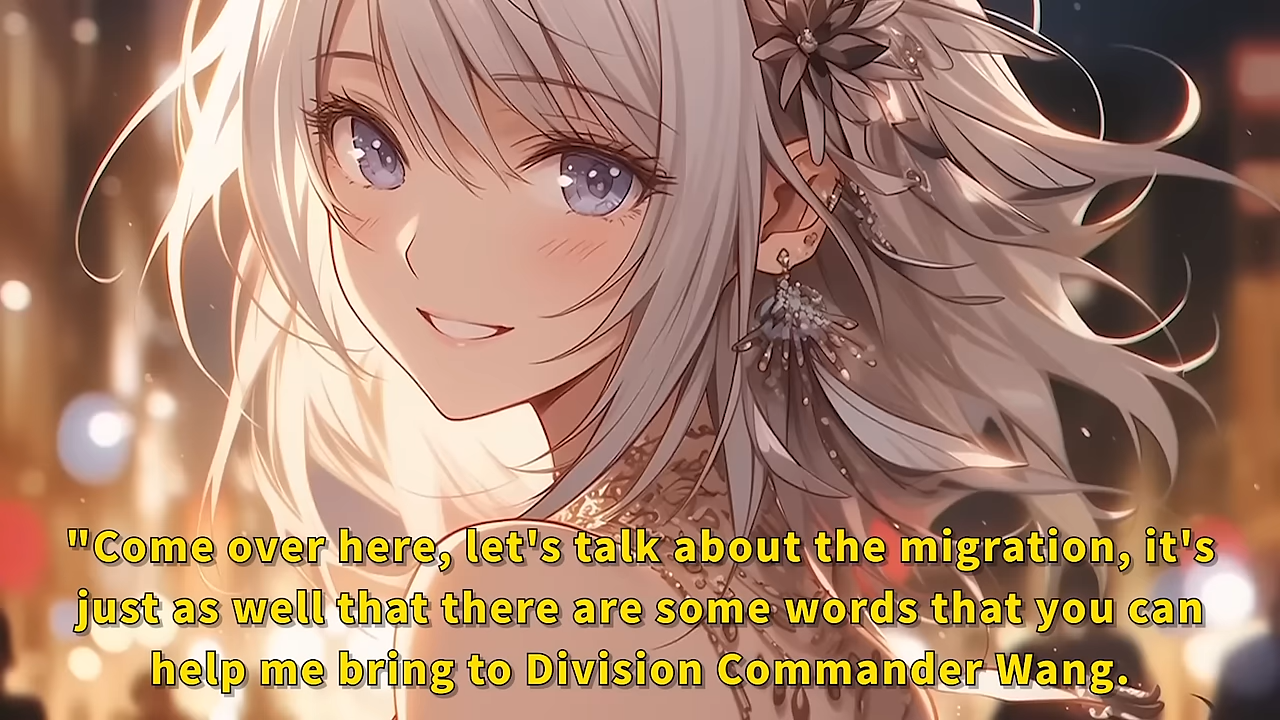 "Come over here, let's talk about the migration, it's
just as well that there are some words that you can
help me bring to Division Commander Wang.